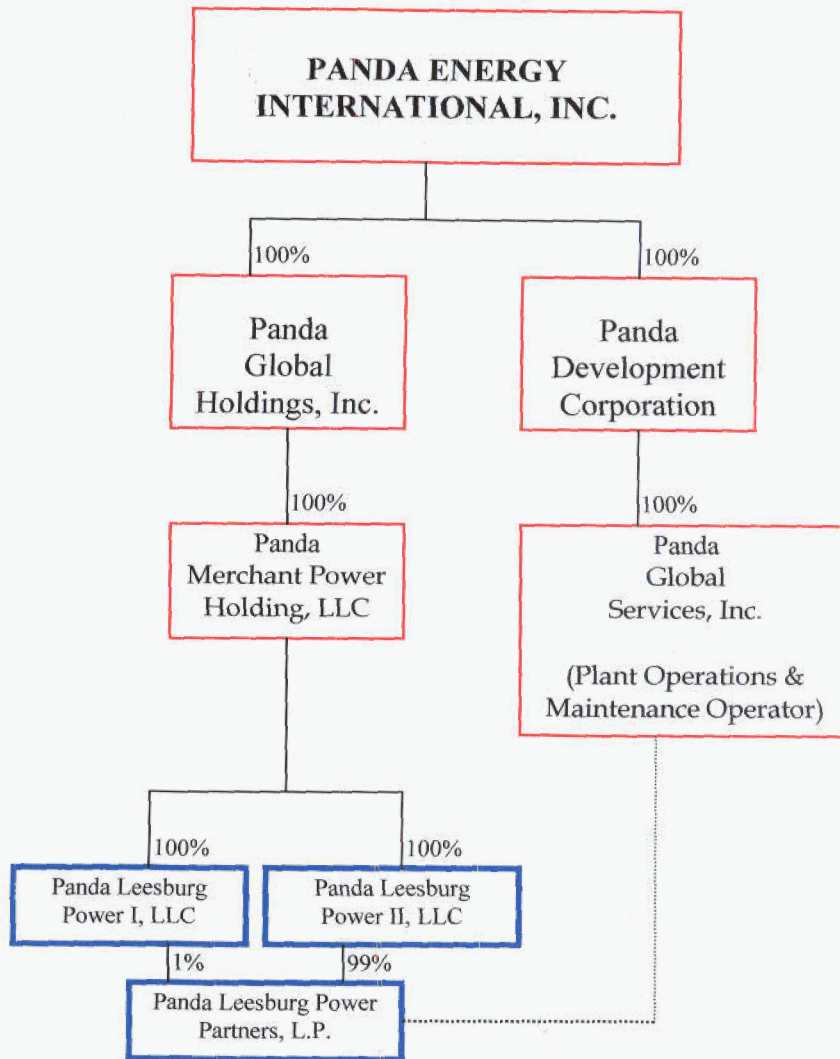 PANDA ENERGY
INTERNATIONAL, INC.
100%
100%
Panda
Global
Holdings, Inc.
Panda
Development
Corporation
100%
100%
Panda
Merchant Power
Holding, LLC
Panda
Global
Services, Inc.
(Plant Operations &
Maintenance Operator)
100%
100%
Panda Leesburg
Power I, LLC
Panda Leesburg
Power II, LLC
1%
99%
Panda Leesburg Power
Partners, L.P.